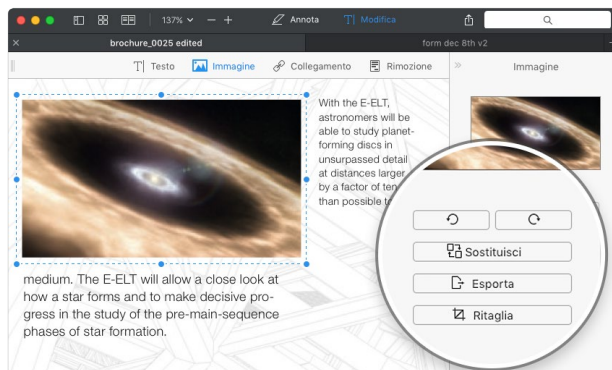 137%
Annota
T Modifica
brochure_0025 edited
form dec 8th v2
T Testo
Immagine
Collegamento
Rimozione
Immagine
With the E-ELT,
astronomers will be
able to study planet-
forming discs in
unsurpassed detail
at distances larger
by a factor of ten
than possible
medium. The E-ELT will allow a close look at
how a star forms and to make decisive pro-
gress in the study of the pre-main-sequence
phases of star formation.
Sostituisci
Esporta
Ritaglia